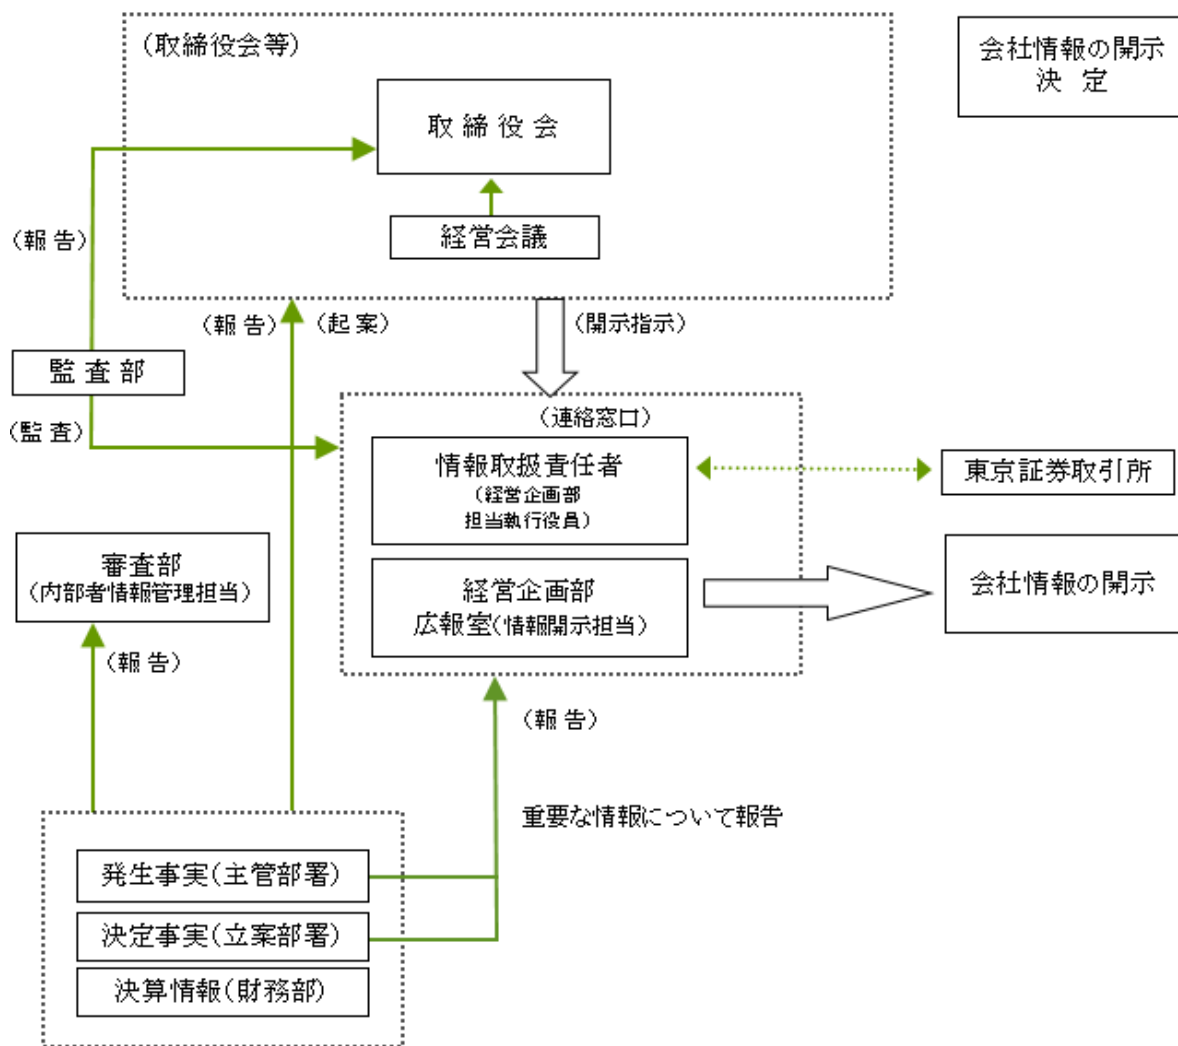 (取締役会等)
会社情報の開示
決 定
取 締 役 会
経営会議
(報 告)
(報 告)
(起 案)
(開示指示)
監 査 部
(監 査)
(連絡窓口)
情報取扱責任者
(経営企画部
担当執行役員)
東京証券取引所
審査部
(内部者情報管理担当)
経営企画部
広報室(情報開示担当)
会社情報の開示
(報 告)
(報 告)
重要な情報について報告
発生事実(主管部署)
決定事実(立案部署)
決算情報(財務部)